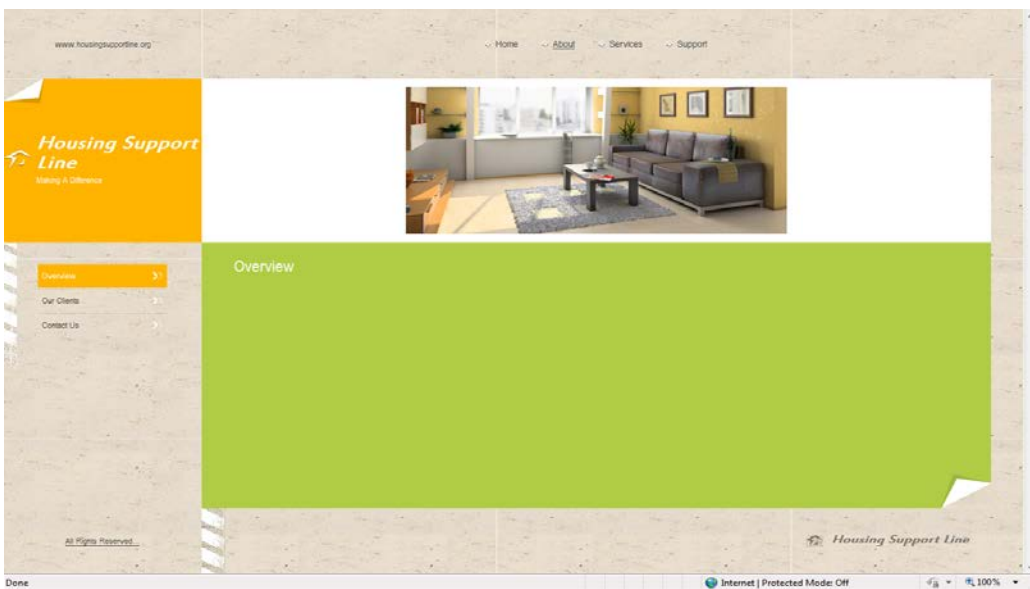 www.housingsupportline.org
Home About Services Support
Housing Support
Line
Making A Difference
Overview
Overview
Our Clients
Contact Us
All Rights Reserved...
Housing Support Line
Done
Internet | Protected Mode: Off
100%